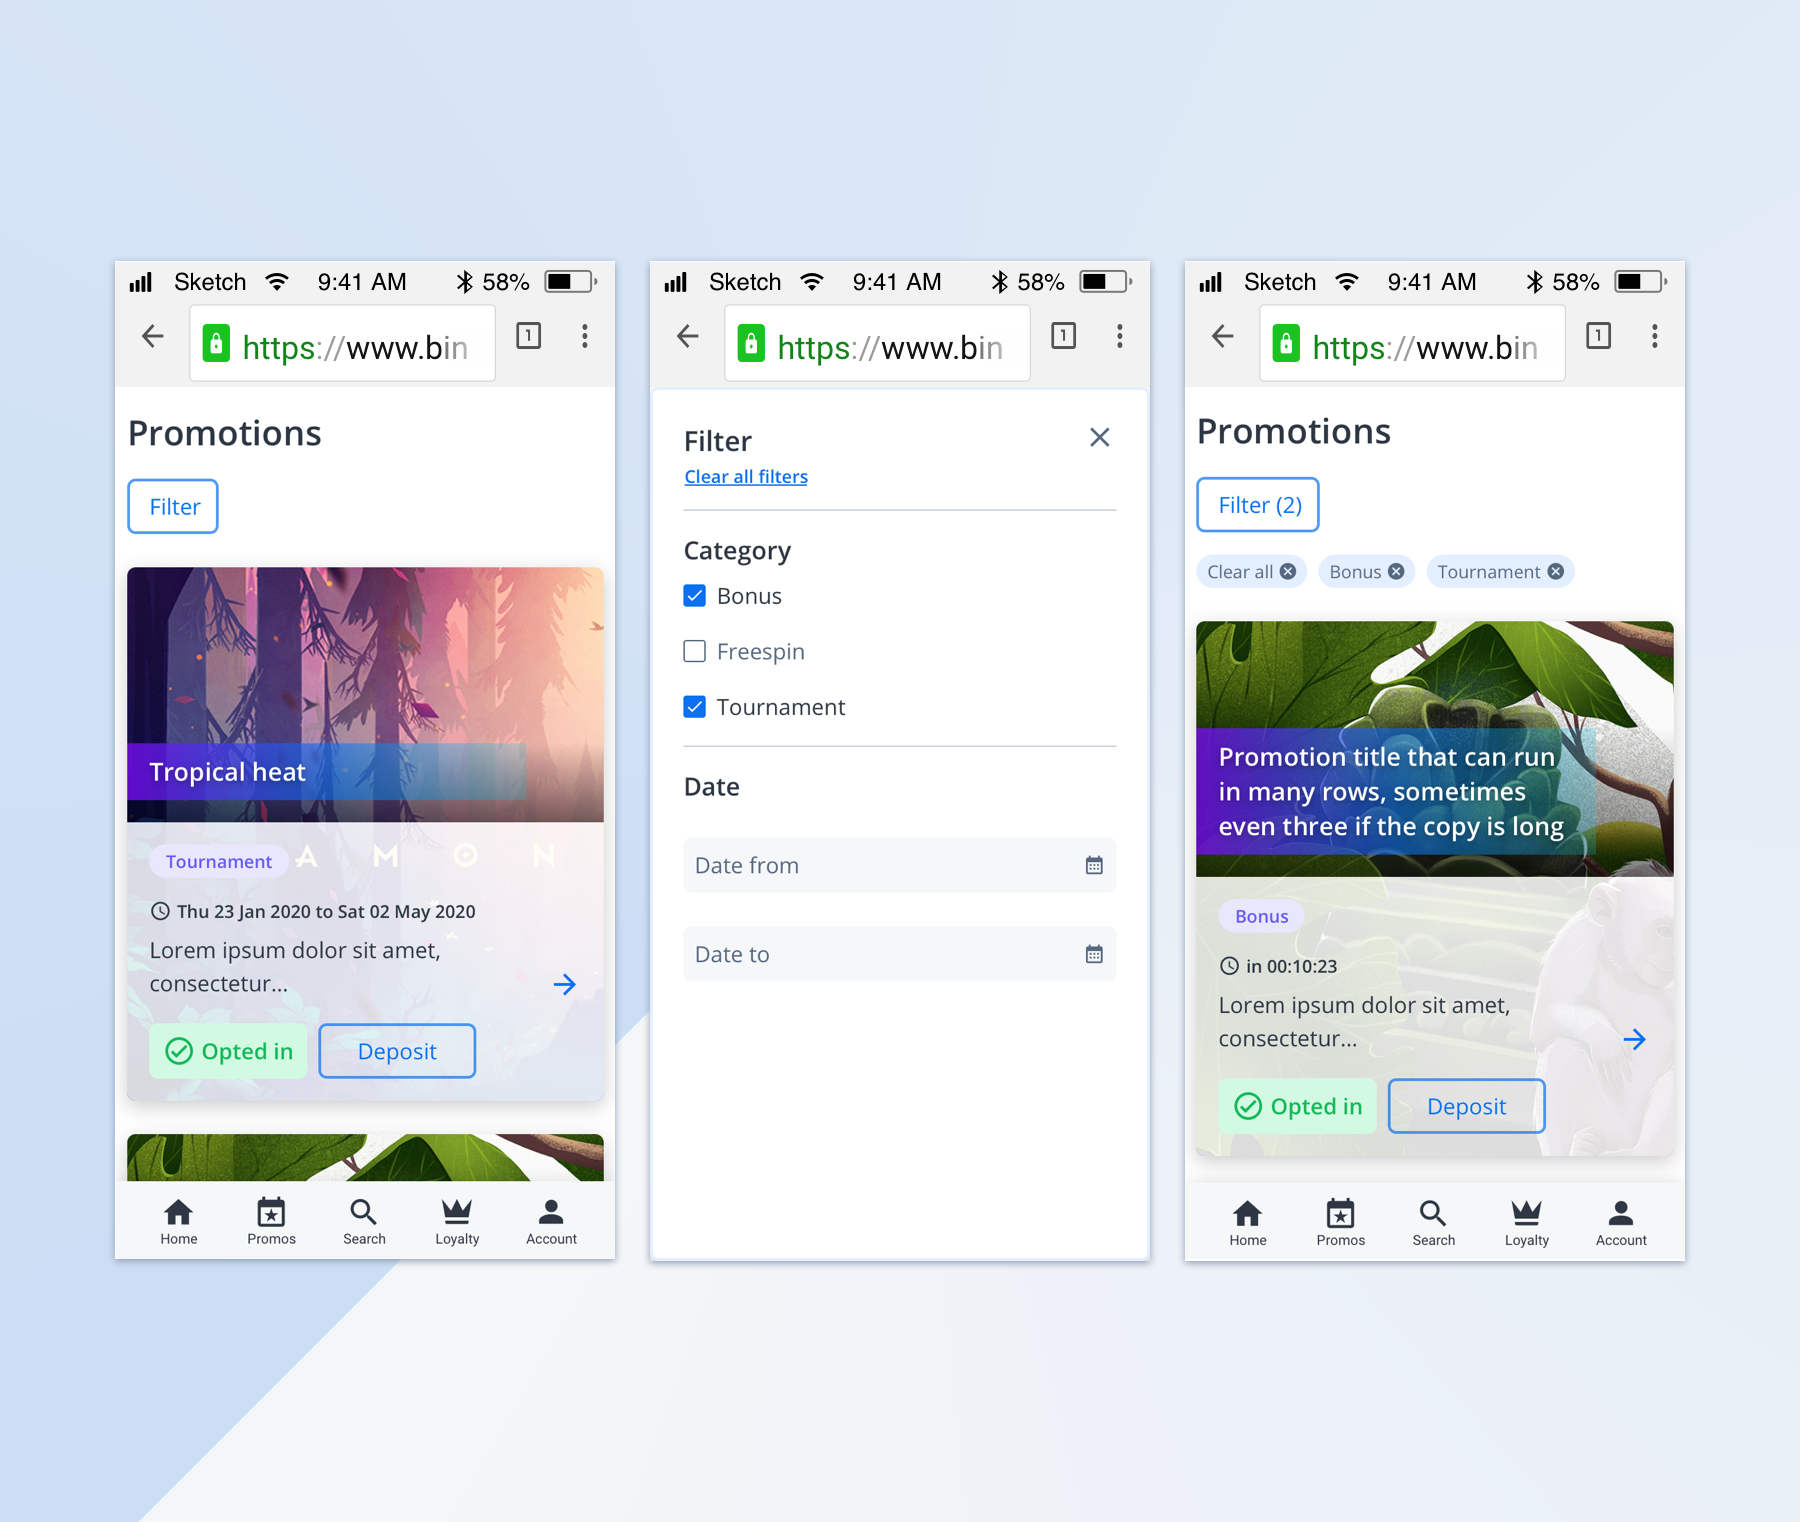 Sketch 9:41 AM 58%
https://www.bin 1
Promotions
Filter
Tropical heat
Tournament
A M O N
Thu 23 Jan 2020 to Sat 02 May 2020
Lorem ipsum dolor sit amet,
consectetur...
Opted in Deposit
Home Promos Search Loyalty Account
Sketch 9:41 AM 58%
https://www.bin 1
Filter
Clear all filters
Category
Bonus
Freespin
Tournament
Date
Date from
Date to
Sketch 9:41 AM 58%
https://www.bin 1
Promotions
Filter (2)
Clear all Bonus Tournament
Promotion title that can run
in many rows, sometimes
even three if the copy is long
Bonus
in 00:10:23
Lorem ipsum dolor sit amet,
consectetur...
Opted in Deposit
Home Promos Search Loyalty Account